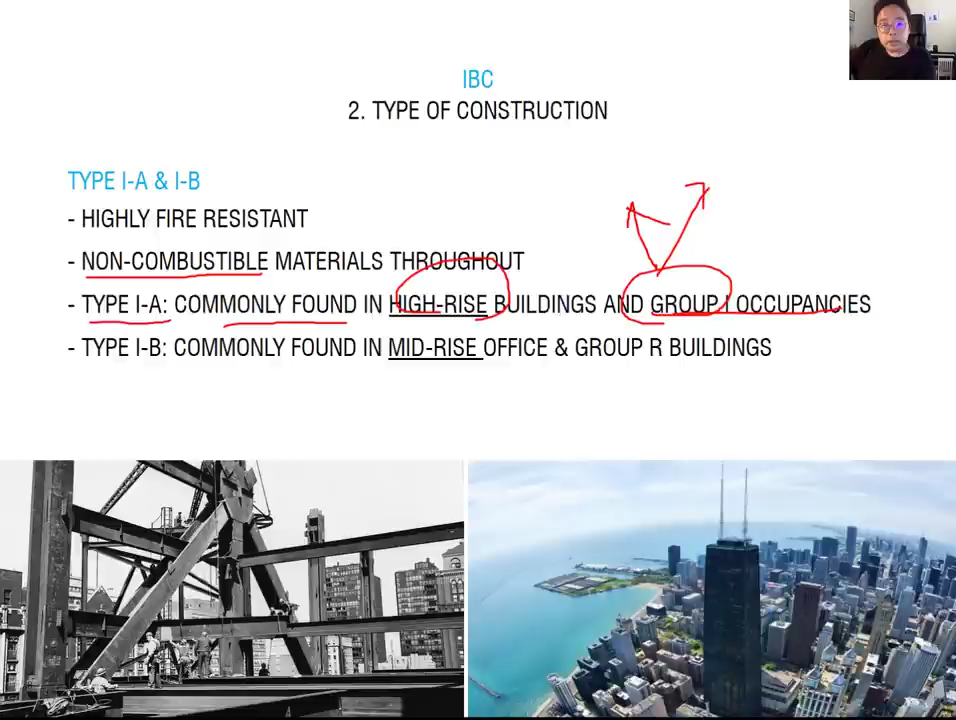 IBC
2. TYPE OF CONSTRUCTION
TYPE I-A & I-B
- HIGHLY FIRE RESISTANT
- NON-COMBUSTIBLE MATERIALS THROUGHOUT
- TYPE I-A: COMMONLY FOUND IN HIGH-RISE BUILDINGS AND GROUP I OCCUPANCIES
- TYPE I-B: COMMONLY FOUND IN MID-RISE OFFICE & GROUP R BUILDINGS